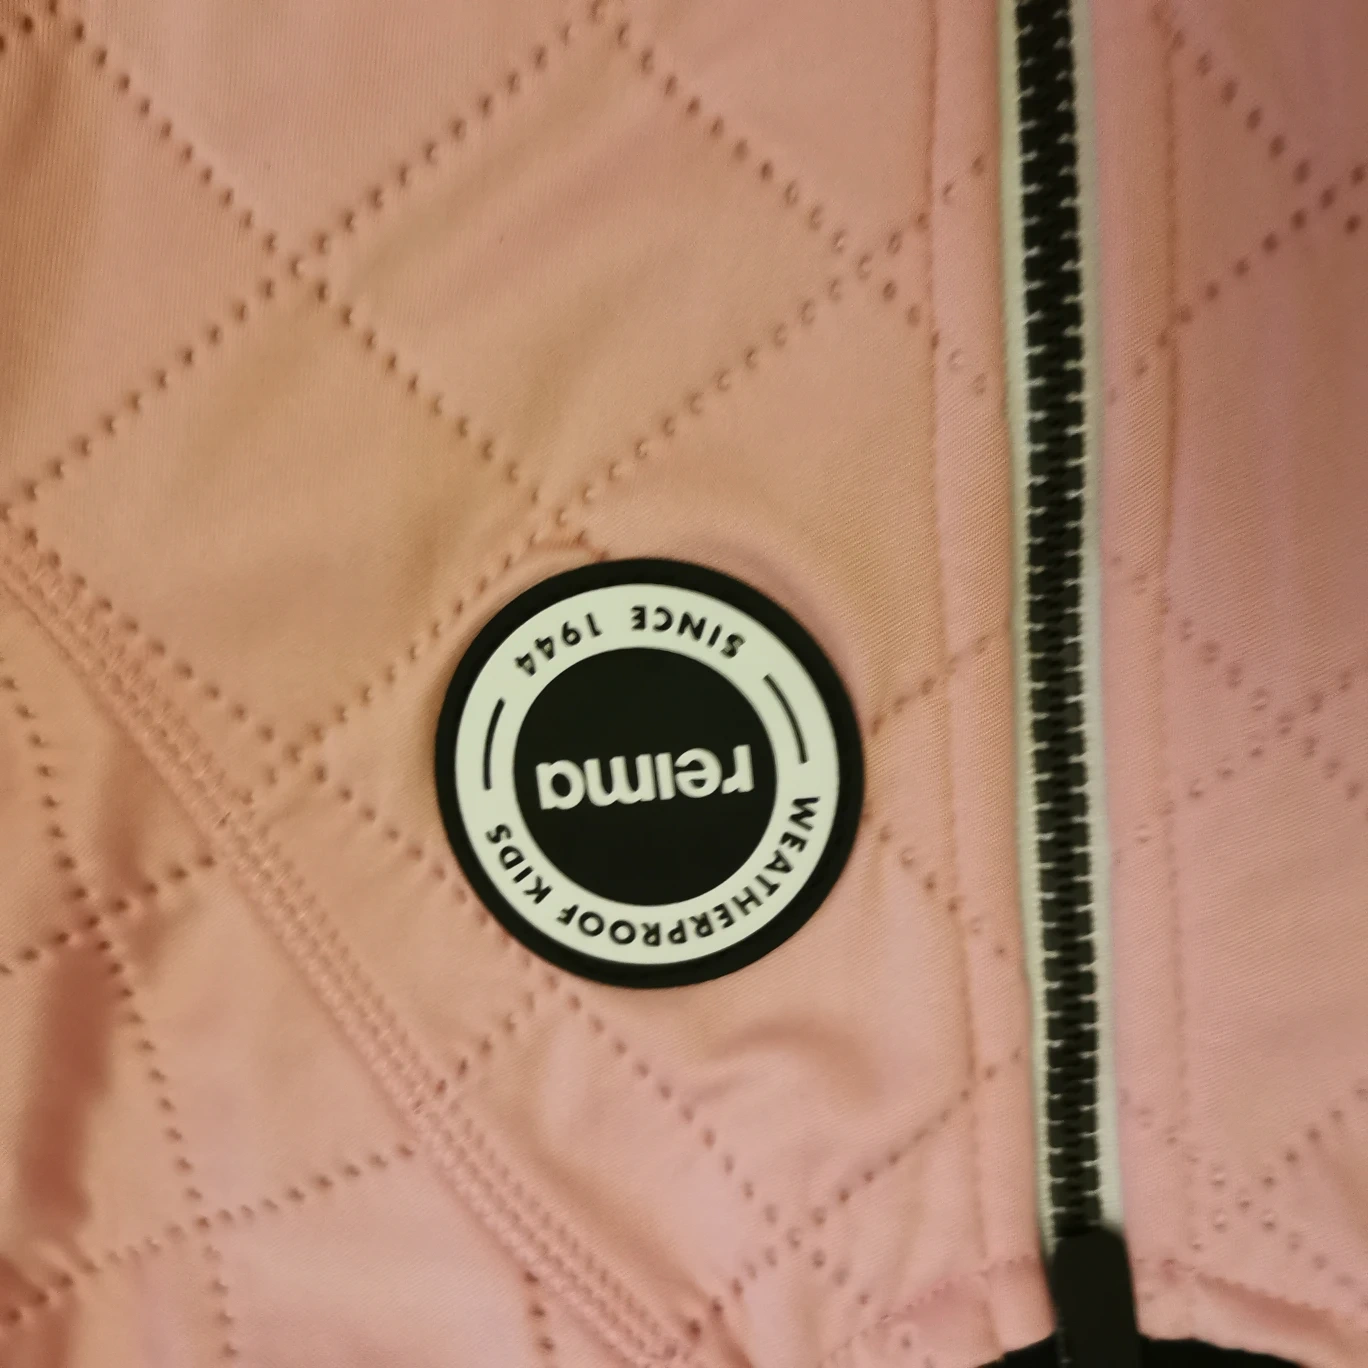 WEATHERPROOF KIDS
reima
SINCE 1944